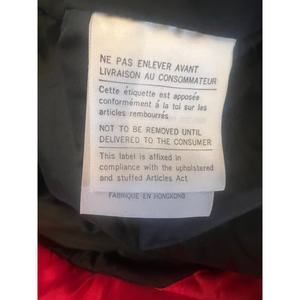 NE PAS ENLEVER AVANT
LIVRAISON AU CONSOMMATEUR
Cette étiquette est apposée
conformément á la toi sur les
articles rembourrés
NOT TO BE REMOVED UNTIL
DELIVERED TO THE CONSUMER
This label is affixed in
compliance with the upholstered
and stuffed Articles Act
FABRIQUE EN HONGKONG